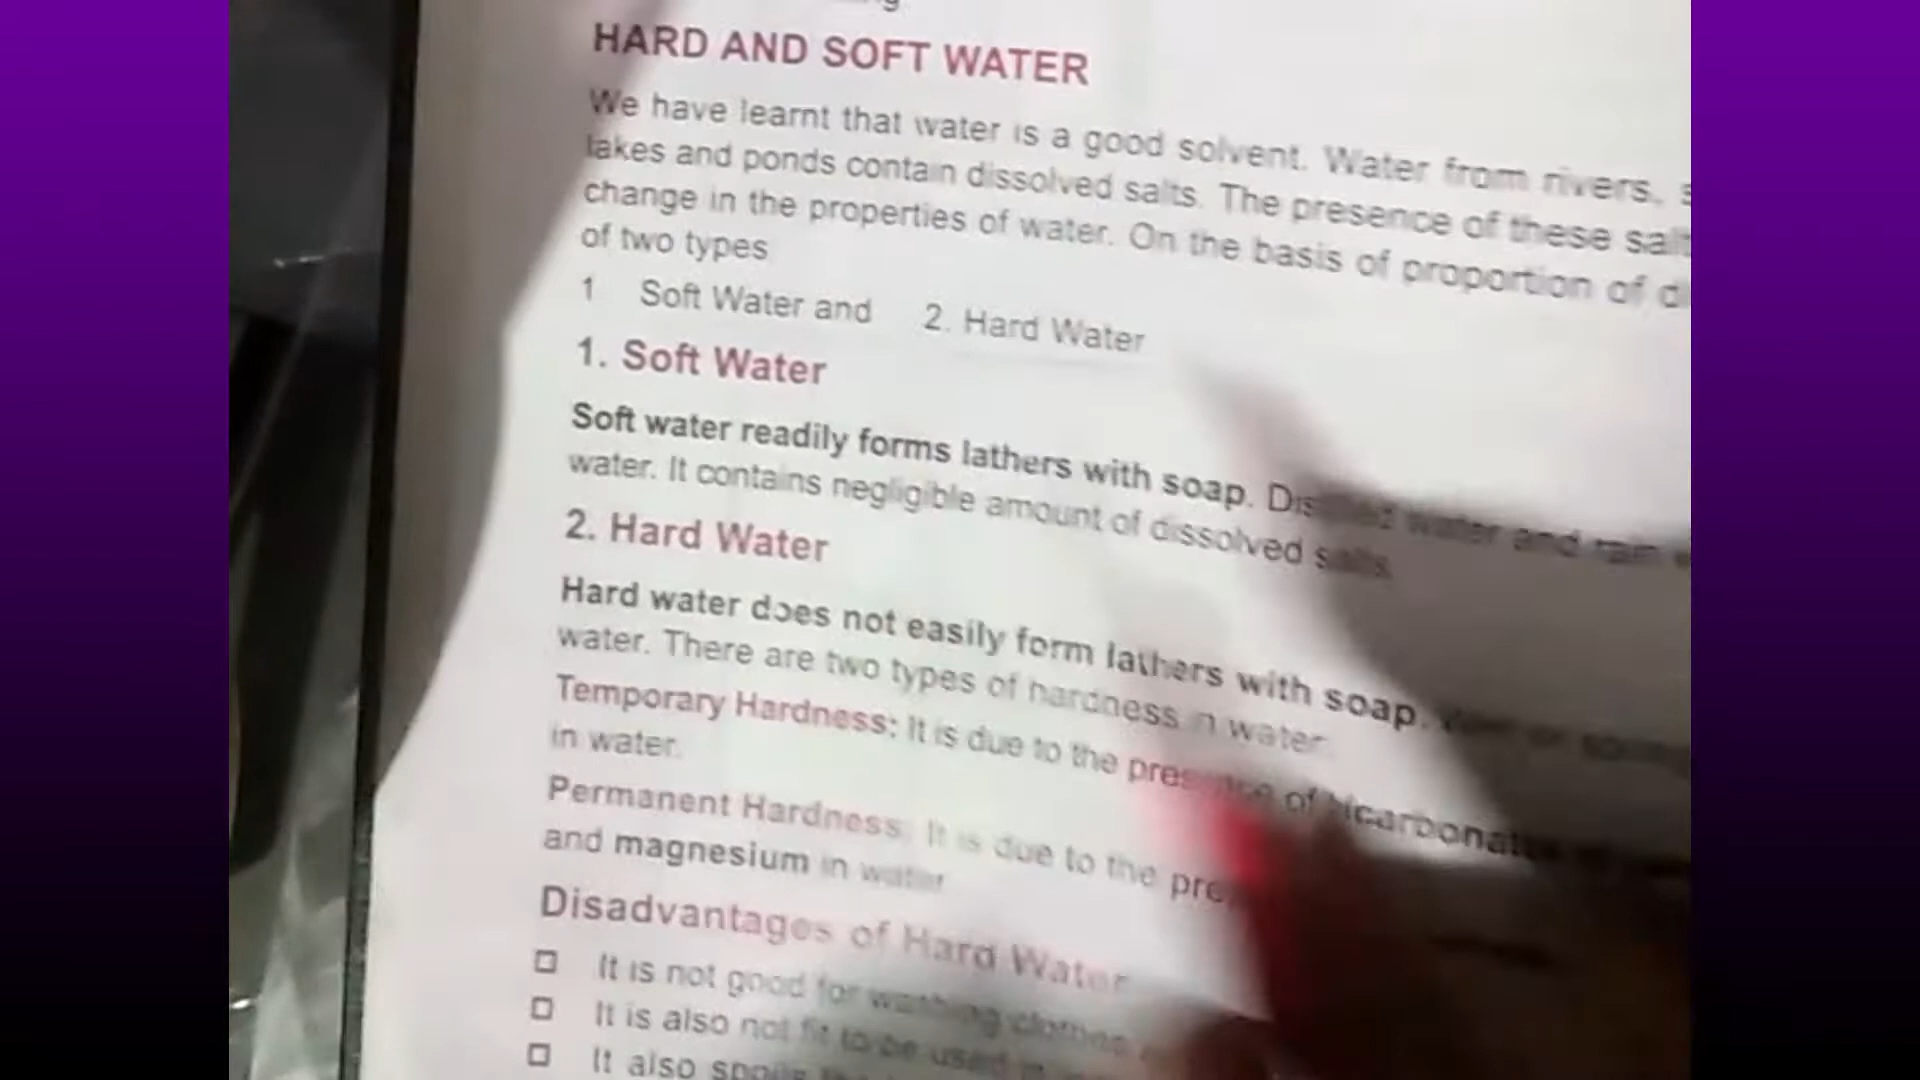 HARD AND SOFT WATER
We have learnt that water is a good solvent. Water from rivers,
lakes and ponds contain dissolved salts. The presence of these
change in the properties of water. On the basis of proportion of
of two types
1 Soft Water and 2. Hard Water
1. Soft Water
Soft water readily forms lathers with soap. water and rain
water. It contains negligible amount of dissolved salts.
2. Hard Water
Hard water does not easily form lathers with soap.
water. There are two types of hardness in water.
Temporary Hardness: It is due to the presence of
in water.
Permanent Hardness: It is due to the
and magnesium in water
Disadvantages of Hard Water
It is not good for washing clothes
It is also not fit to be used
It also spoils